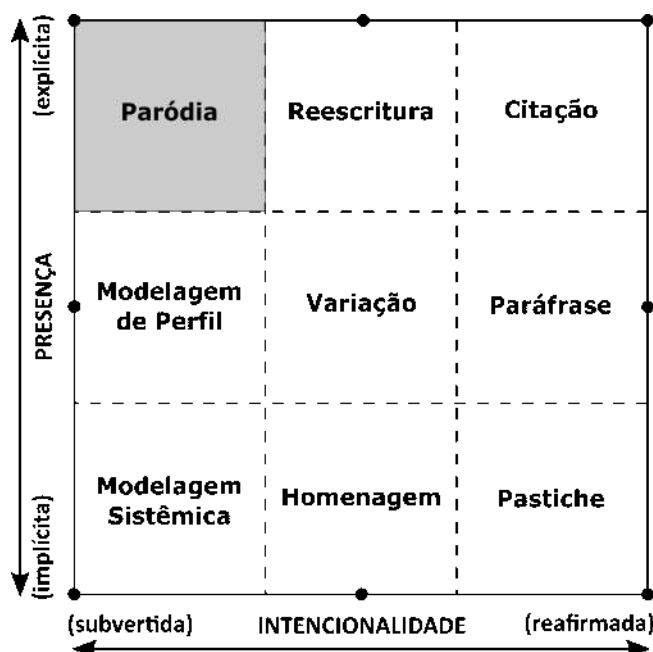 (explícita)
Paródia
Reescritura
Citação
PRESENÇA
Modelagem
de Perfil
Variação
Paráfrase
(implícita)
Modelagem
Sistêmica
Homenagem
Pastiche
(subvertida)
INTENCIONALIDADE
(reafirmada)